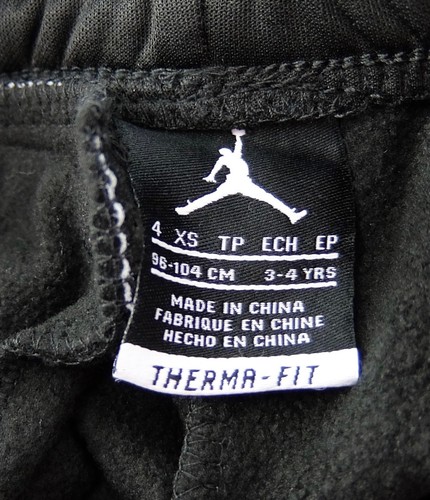 4 XS TP ECH EP
96-104 CM 3-4 YRS
MADE IN CHINA
FABRIQUE EN CHINE
HECHO EN CHINA
THERMA-FIT